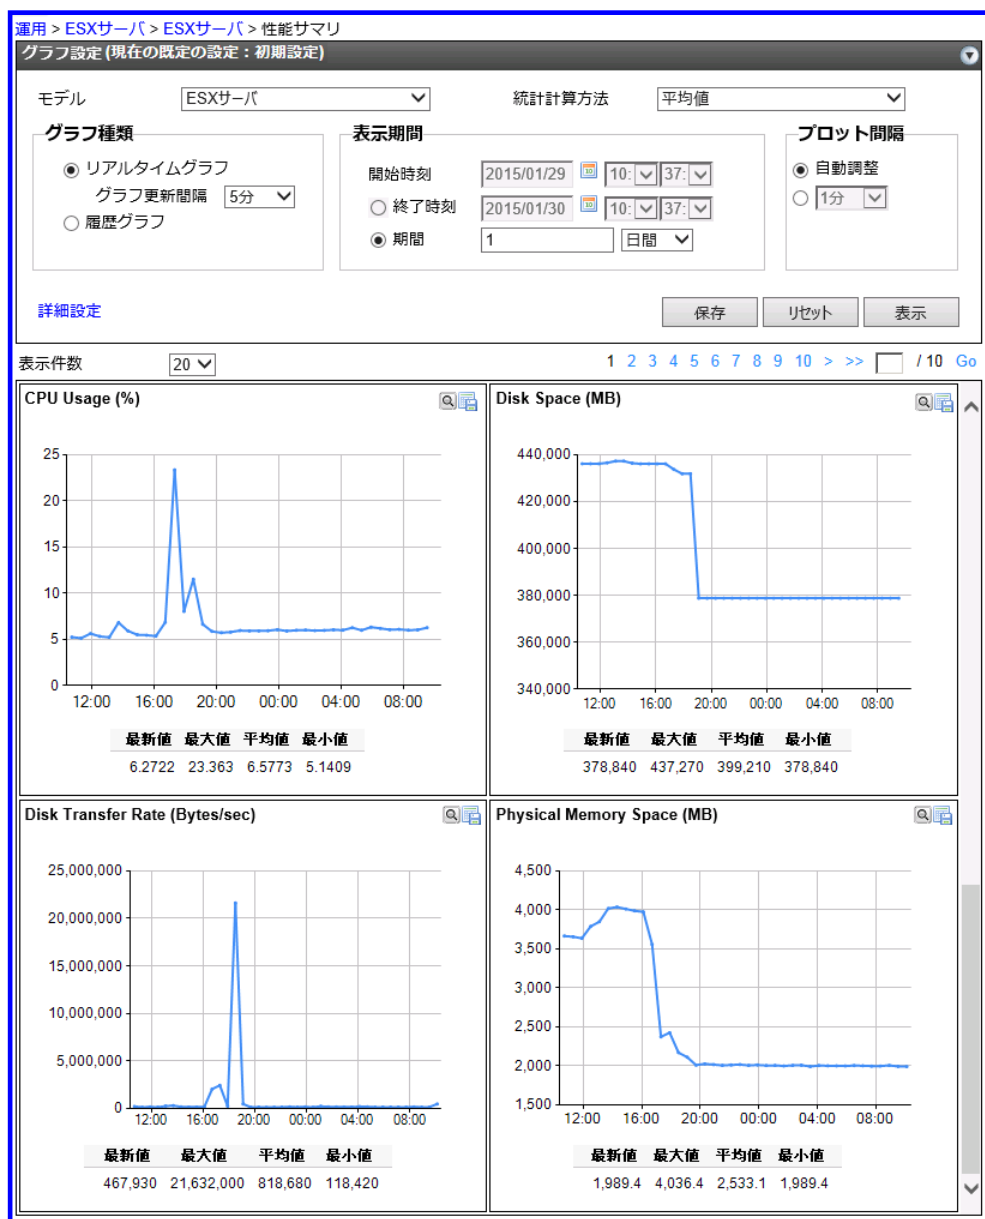 運用 > ESXサーバ > ESXサーバ > 性能サマリ
グラフ設定 (現在の既定の設定：初期設定)
モデル ESXサーバ 統計計算方法 平均値
グラフ種類 表示期間 プロット間隔
リアルタイムグラフ 開始時刻 2015/01/29 10: 37: 自動調整
グラフ更新間隔 5分 終了時刻 2015/01/30 10: 37: 1分
履歴グラフ 期間 1 日間
詳細設定 保存 リセット 表示
表示件数 20 1 2 3 4 5 6 7 8 9 10 > >> / 10 Go
CPU Usage (%)
25
20
15
10
5
0
12:00 16:00 20:00 00:00 04:00 08:00
最新値 最大値 平均値 最小値
6.2722 23.363 6.5773 5.1409
Disk Space (MB)
440,000
420,000
400,000
380,000
360,000
340,000
12:00 16:00 20:00 00:00 04:00 08:00
最新値 最大値 平均値 最小値
378,840 437,270 399,210 378,840
Disk Transfer Rate (Bytes/sec)
25,000,000
20,000,000
15,000,000
10,000,000
5,000,000
0
12:00 16:00 20:00 00:00 04:00 08:00
最新値 最大値 平均値 最小値
467,930 21,632,000 818,680 118,420
Physical Memory Space (MB)
4,500
4,000
3,500
3,000
2,500
2,000
1,500
12:00 16:00 20:00 00:00 04:00 08:00
最新値 最大値 平均値 最小値
1,989.4 4,036.4 2,533.1 1,989.4